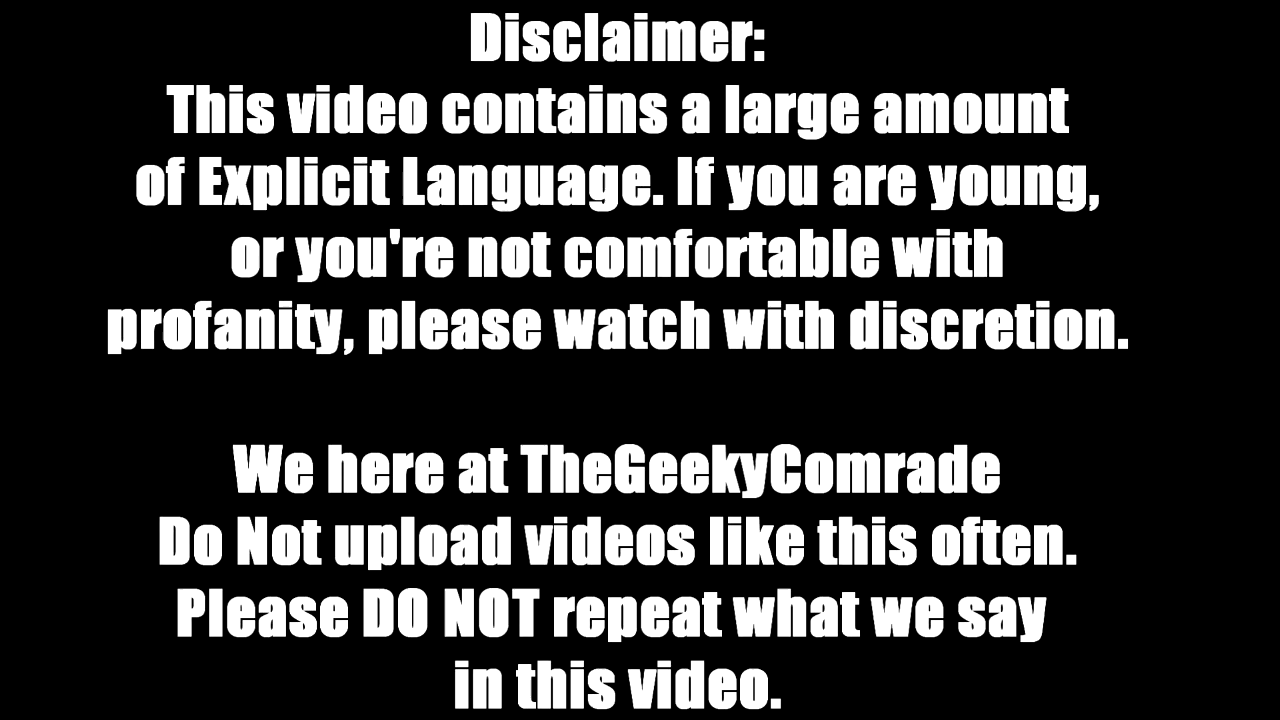 Disclaimer:
This video contains a large amount
of Explicit Language. If you are young,
or you're not comfortable with
profanity, please watch with discretion.
We here at TheGeekyComrade
Do Not upload videos like this often.
Please DO NOT repeat what we say
in this video.